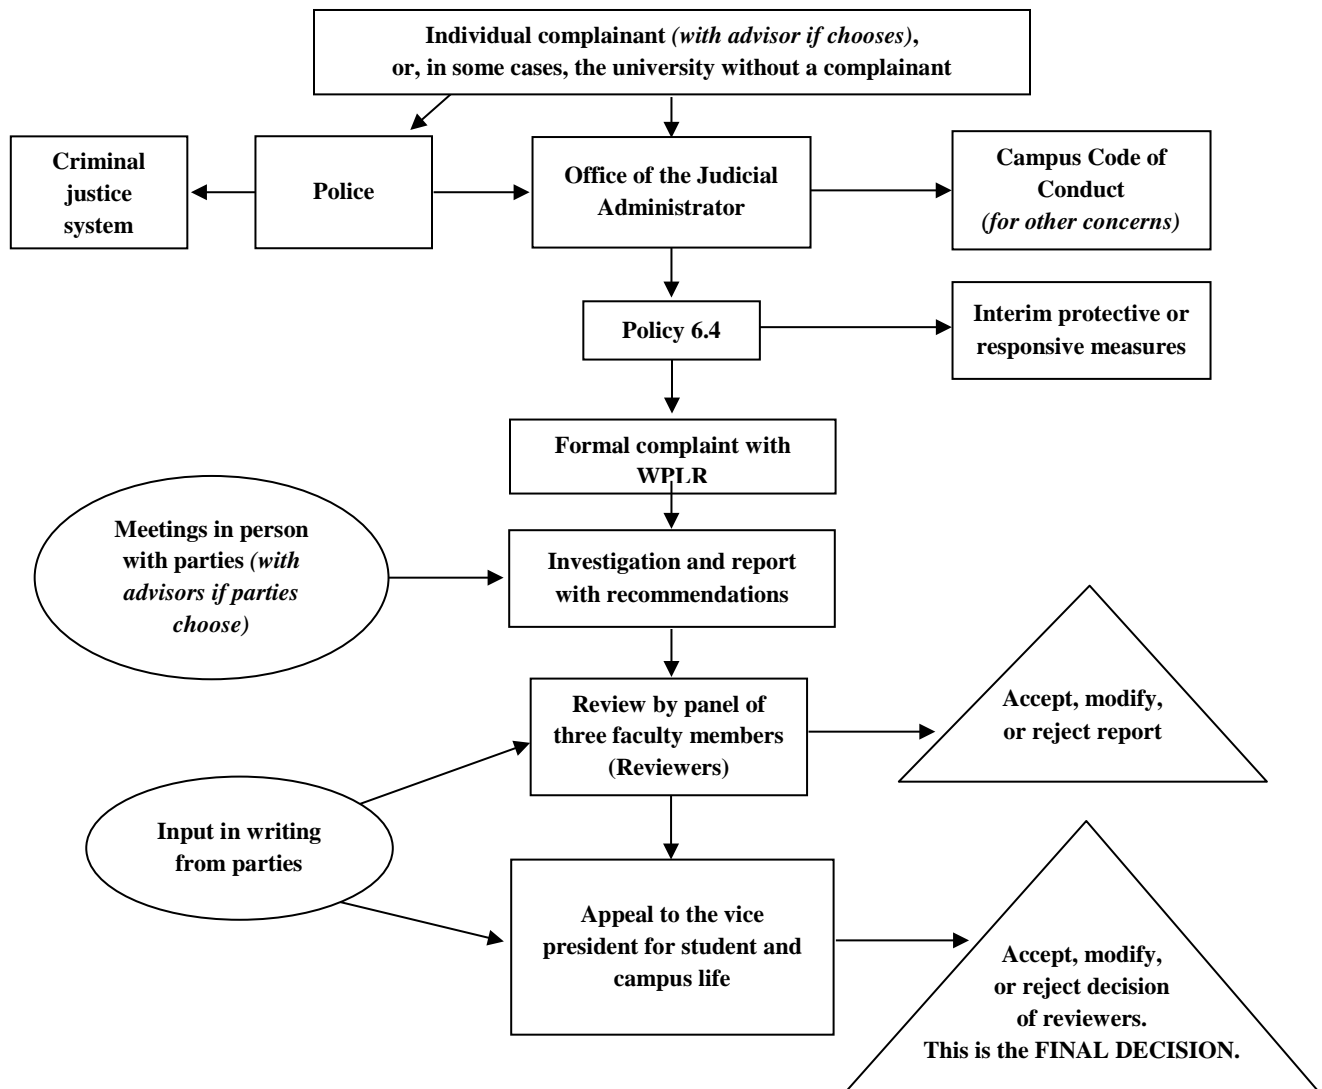 Individual complainant (with advisor if chooses),
or, in some cases, the university without a complainant
Criminal
justice
system
Police
Office of the Judicial
Administrator
Campus Code of
Conduct
(for other concerns)
Policy 6.4
Interim protective or
responsive measures
Formal complaint with
WPLR
Meetings in person
with parties (with
advisors if parties
choose)
Investigation and report
with recommendations
Review by panel of
three faculty members
(Reviewers)
Accept, modify,
or reject report
Input in writing
from parties
Appeal to the vice
president for student and
campus life
Accept, modify,
or reject decision
of reviewers.
This is the FINAL DECISION.